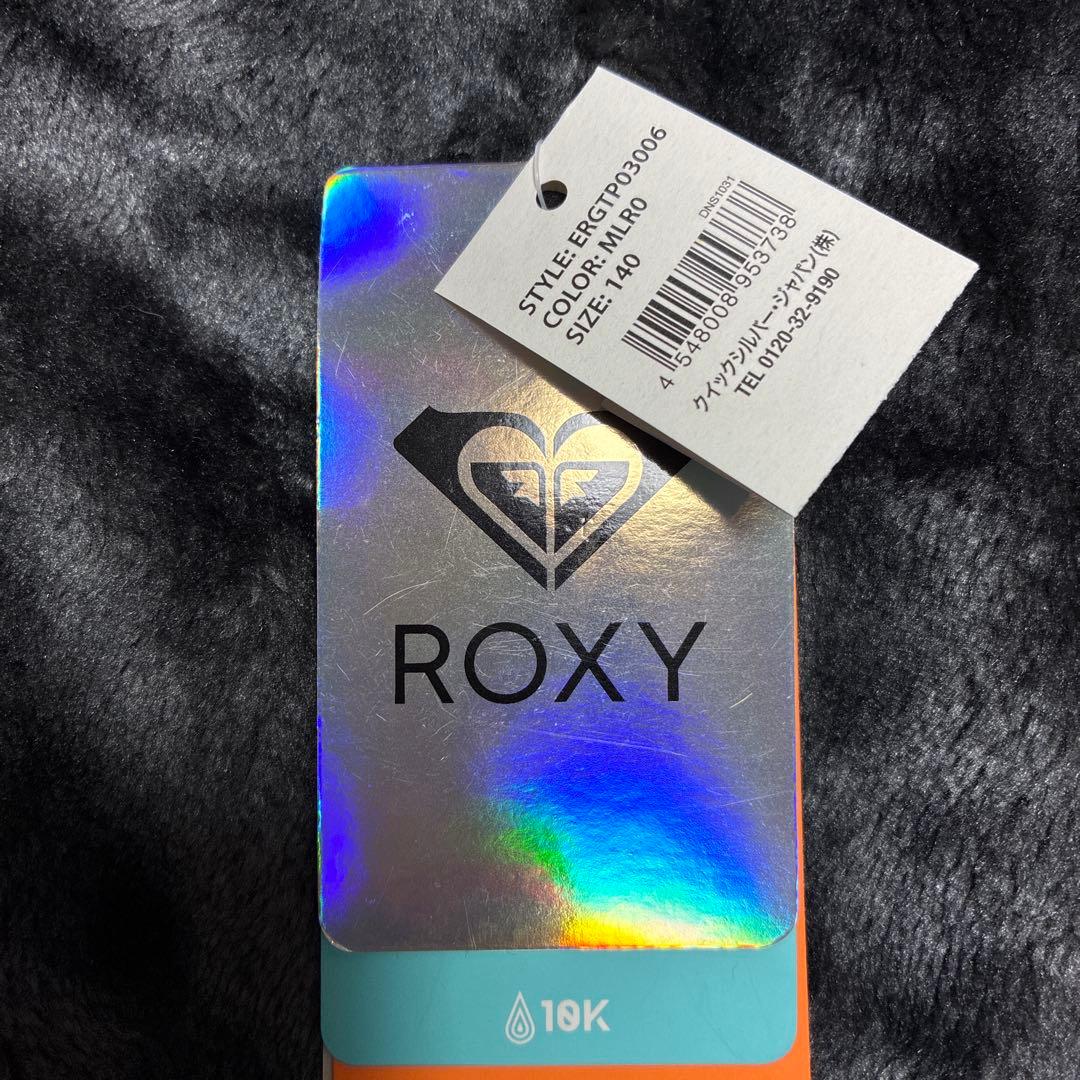 STYLE: ERGTP03006
COLOR: MLR0
SIZE: 140
DNS1031
4 548008 953738
クイックシルバー・ジャパン(株)
TEL 0120-32-9190
ROXY
10K